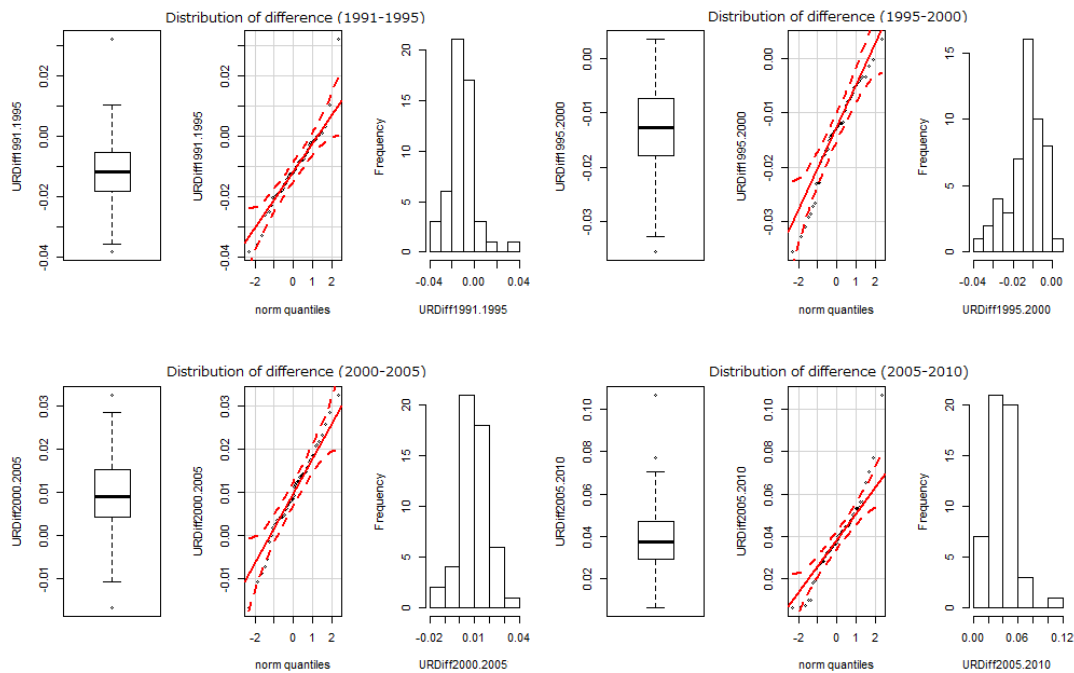 Distribution of difference (1991-1995)
URDiff1991.1995
-0.04 -0.02 0.00 0.02
URDiff1991.1995
-0.04 -0.02 0.00 0.02
-2 0 1 2
norm quantiles
Frequency
0 5 10 15 20
-0.04 0.00 0.04
URDiff1991.1995
Distribution of difference (1995-2000)
URDiff1995.2000
-0.03 -0.02 -0.01 0.00
URDiff1995.2000
-0.03 -0.02 -0.01 0.00
-2 0 1 2
norm quantiles
Frequency
0 5 10 15
-0.04 -0.02 0.00
URDiff1995.2000
Distribution of difference (2000-2005)
URDiff2000.2005
-0.01 0.00 0.01 0.02 0.03
URDiff2000.2005
-0.01 0.00 0.01 0.02 0.03
-2 0 1 2
norm quantiles
Frequency
0 5 10 15 20
-0.02 0.01 0.04
URDiff2000.2005
Distribution of difference (2005-2010)
URDiff2005.2010
0.02 0.04 0.06 0.08 0.10
URDiff2005.2010
0.02 0.04 0.06 0.08 0.10
-2 0 1 2
norm quantiles
Frequency
0 5 10 15 20
0.00 0.06 0.12
URDiff2005.2010